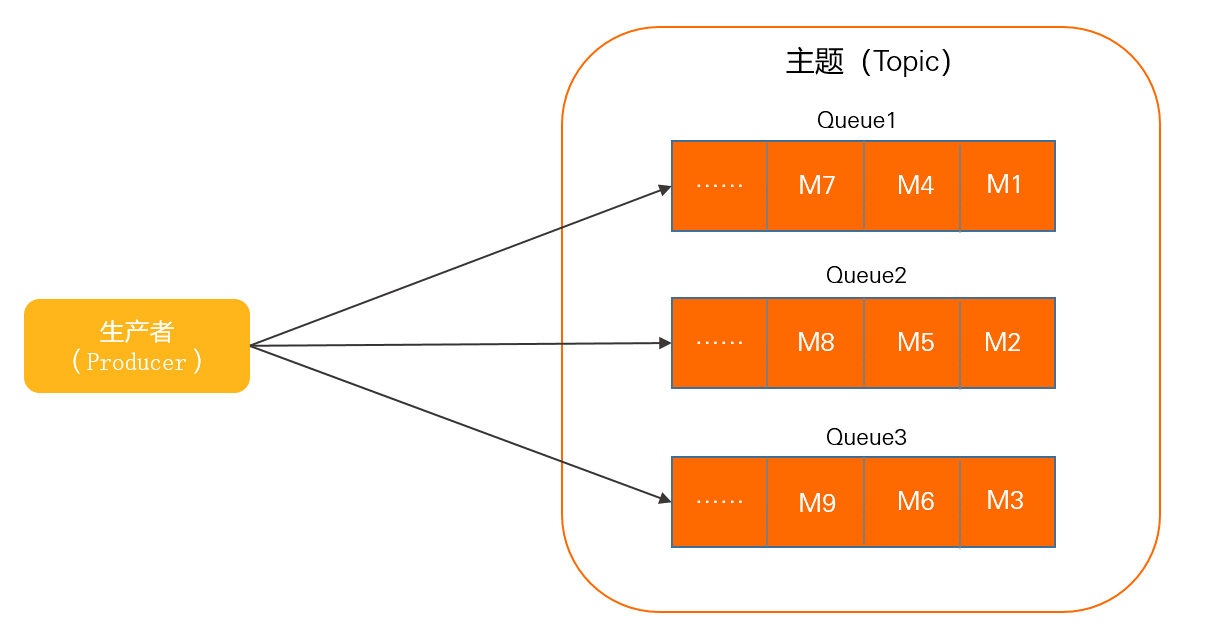 主题（Topic）
Queue1
······ M7 M4 M1
Queue2
······ M8 M5 M2
生产者
（Producer）
Queue3
······ M9 M6 M3